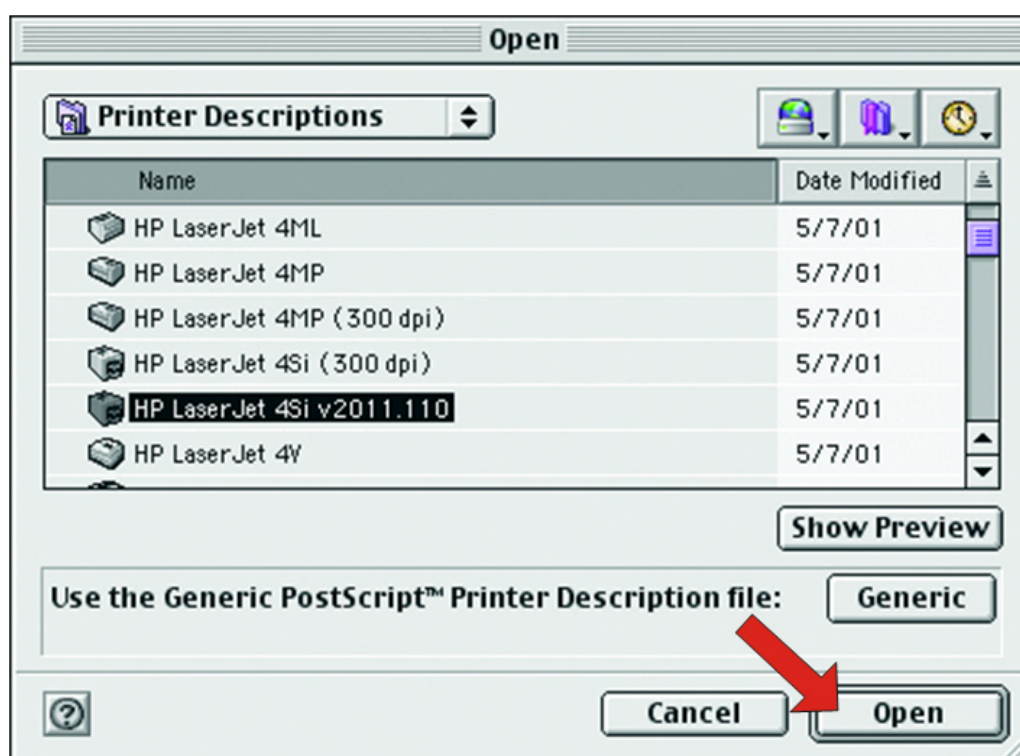 Open
Printer Descriptions
Name Date Modified
HP LaserJet 4ML 5/7/01
HP LaserJet 4MP 5/7/01
HP LaserJet 4MP (300 dpi) 5/7/01
HP LaserJet 4Si (300 dpi) 5/7/01
HP LaserJet 4Si v2011.110 5/7/01
HP LaserJet 4V 5/7/01
Show Preview
Use the Generic PostScript™ Printer Description file: Generic
? Cancel Open